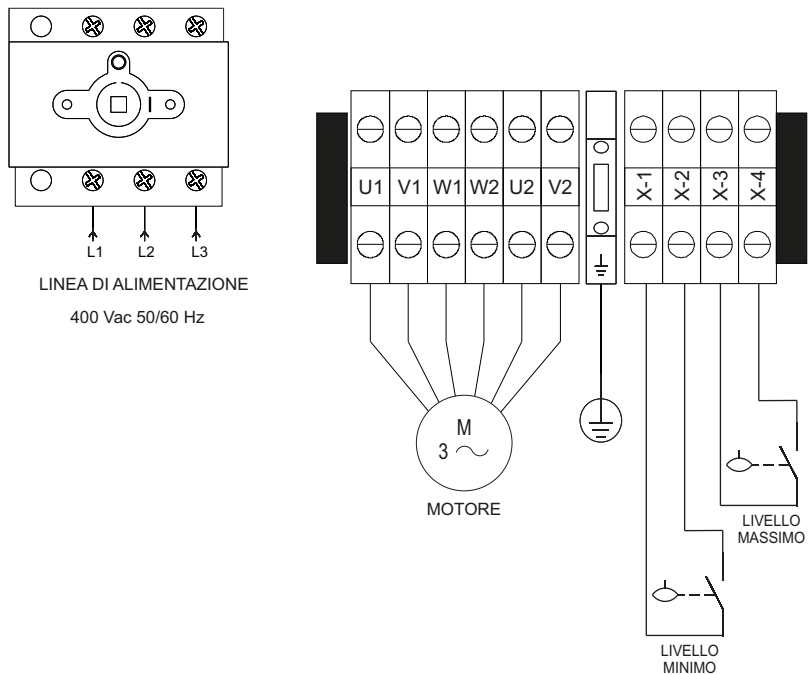 L1 L2 L3
LINEA DI ALIMENTAZIONE
400 Vac 50/60 Hz
U1 V1 W1 W2 U2 V2
X-1 X-2 X-3 X-4
M
3
MOTORE
LIVELLO
MASSIMO
LIVELLO
MINIMO